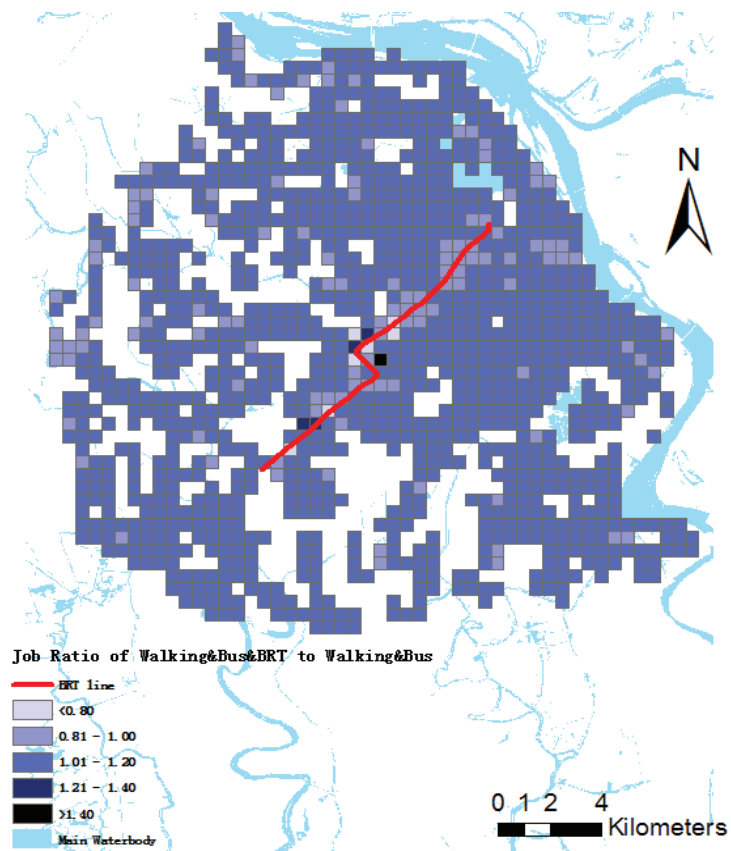 N
Job Ratio of Walking&Bus&BRT to Walking&Bus
BRT line
<0.80
0.81 - 1.00
1.01 - 1.20
1.21 - 1.40
>1.40
Main Waterbody
0 1 2 4
Kilometers